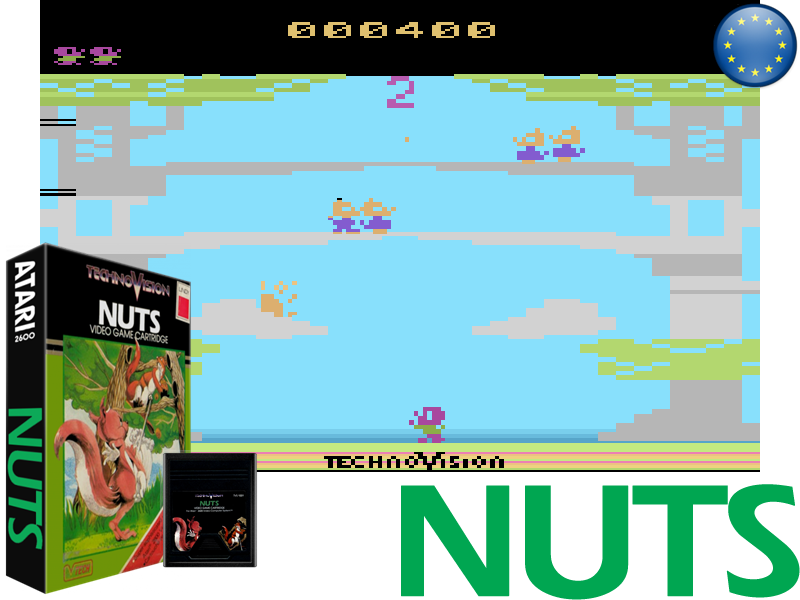 000400
2
TECHNOVISION
ATARI
2600
NUTS
TECHNOVISION
NUTS
VIDEO GAME CARTRIDGE
NUTS
NUTS